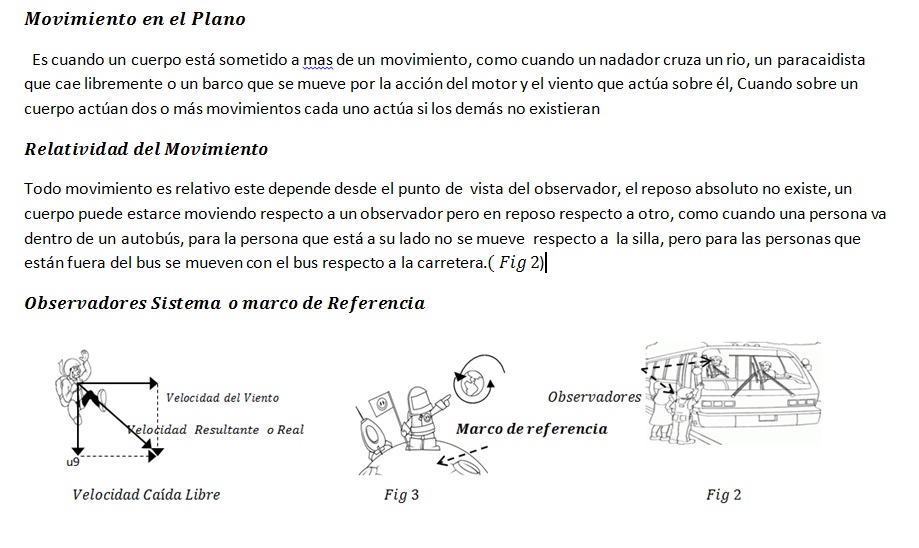 Movimiento en el Plano
Es cuando un cuerpo está sometido a mas de un movimiento, como cuando un nadador cruza un rio, un paracaidista
que cae libremente o un barco que se mueve por la acción del motor y el viento que actúa sobre él, Cuando sobre un
cuerpo actúan dos o más movimientos cada uno actúa si los demás no existieran
Relatividad del Movimiento
Todo movimiento es relativo este depende desde el punto de vista del observador, el reposo absoluto no existe, un
cuerpo puede estarce moviendo respecto a un observador pero en reposo respecto a otro, como cuando una persona va
dentro de un autobús, para la persona que está a su lado no se mueve respecto a la silla, pero para las personas que
están fuera del bus se mueven con el bus respecto a la carretera.( Fig 2)
Observadores Sistema o marco de Referencia
Velocidad del Viento
Velocidad Resultante o Real
u9
Velocidad Caída Libre
Marco de referencia
Fig 3
Observadores
Fig 2